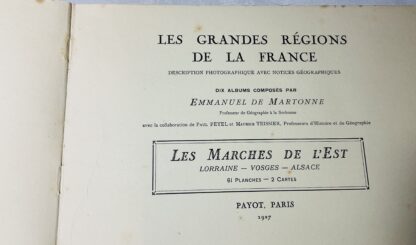 LES GRANDES RÉGIONS
DE LA FRANCE
DESCRIPTION PHOTOGRAPHIQUE AVEC NOTICES GÉOGRAPHIQUES
DIX ALBUMS COMPOSÉS PAR
EMMANUEL DE MARTONNE
Professeur de Géographie à la Sorbonne
avec la collaboration de Paul PEYEL et Maurice TEISSIER, Professeurs d'Histoire et de Géographie
LES MARCHES DE L'EST
LORRAINE — VOSGES — ALSACE
61 PLANCHES — 2 CARTES
PAYOT, PARIS
1927